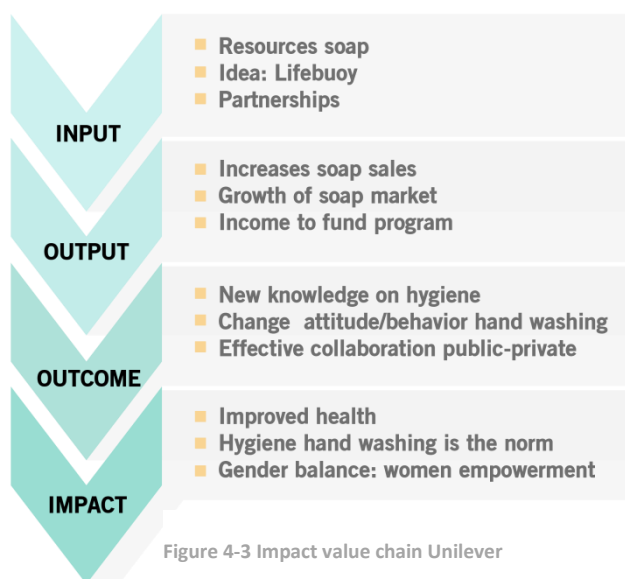 INPUT
Resources soap
Idea: Lifebuoy
Partnerships
OUTPUT
Increases soap sales
Growth of soap market
Income to fund program
OUTCOME
New knowledge on hygiene
Change attitude/behavior hand washing
Effective collaboration public-private
IMPACT
Improved health
Hygiene hand washing is the norm
Gender balance: women empowerment
Figure 4-3 Impact value chain Unilever